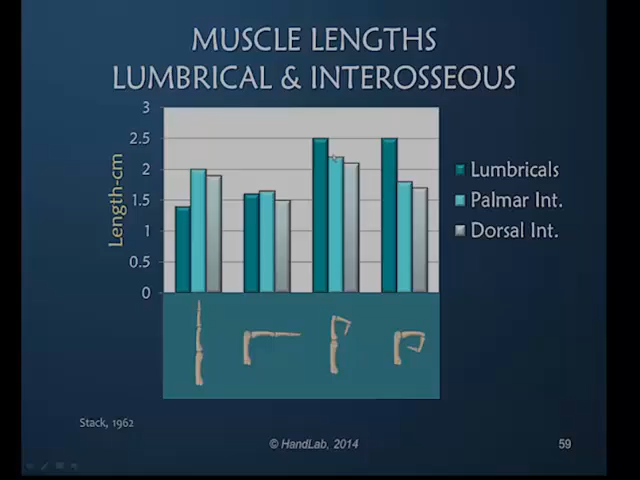 MUSCLE LENGTHS
LUMBRICAL & INTEROSSEOUS
Length-cm
3
2.5
2
1.5
1
0.5
0
Lumbricals
Palmar Int.
Dorsal Int.
Stack, 1962
© HandLab, 2014
59